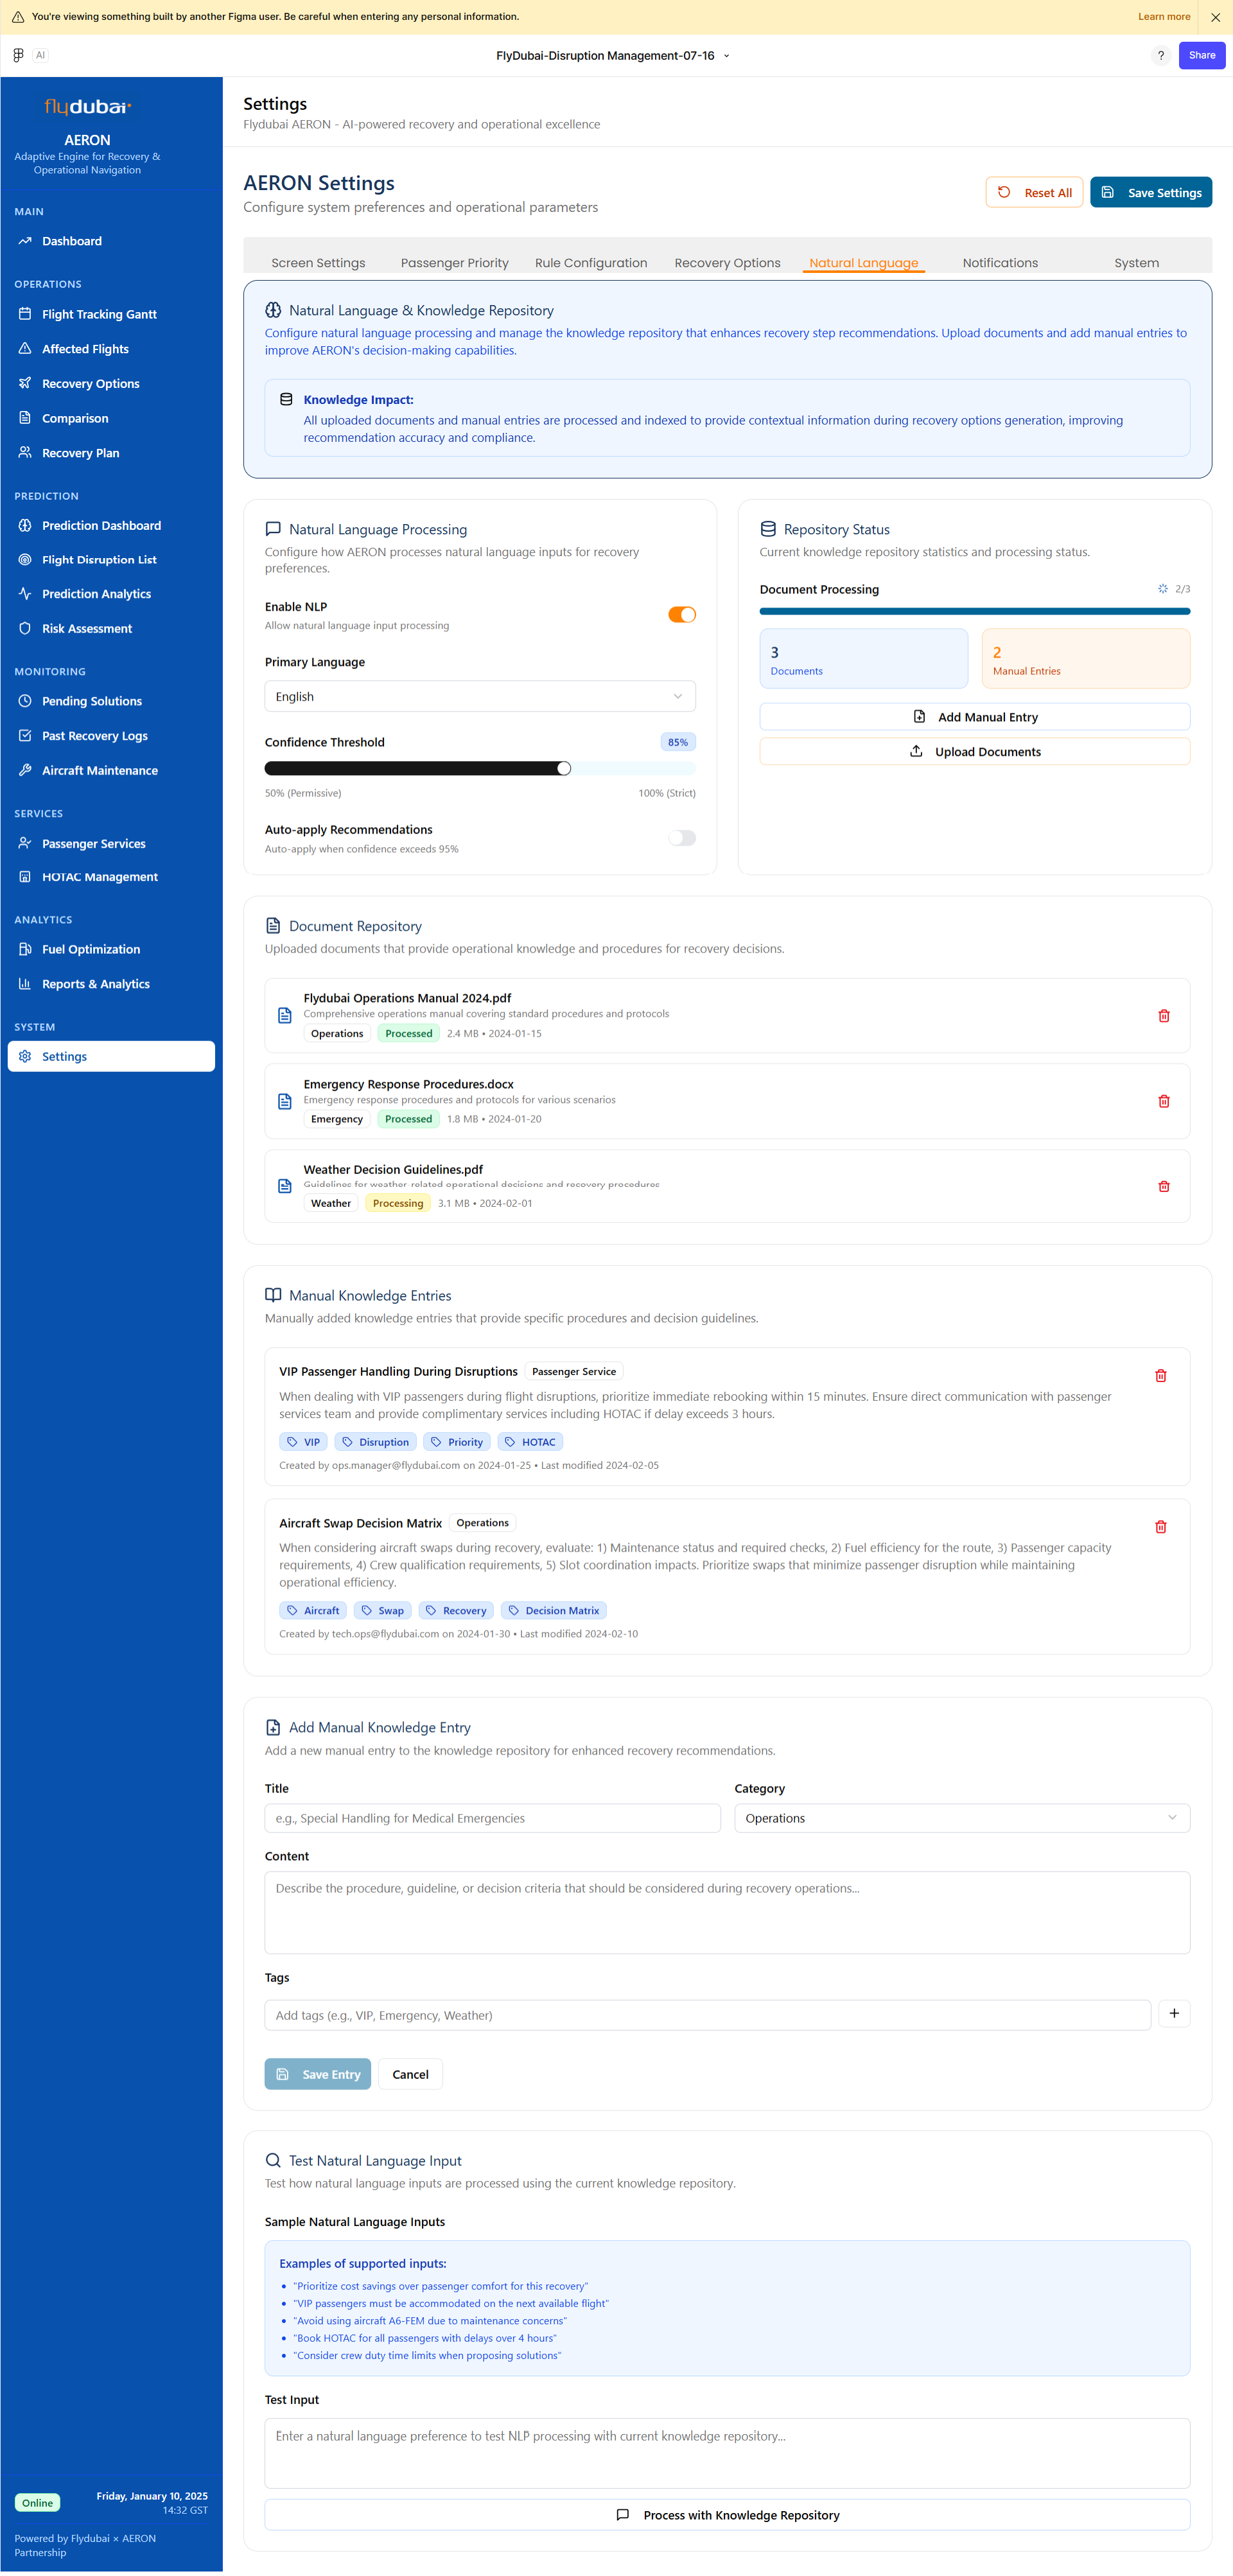 You're viewing something built by another Figma user. Be careful when entering any personal information.
Learn more
AI
FlyDubai-Disruption Management-07-16
?
Share
flydubai
AERON
Adaptive Engine for Recovery &
Operational Navigation
MAIN
Dashboard
OPERATIONS
Flight Tracking Gantt
Affected Flights
Recovery Options
Comparison
Recovery Plan
PREDICTION
Prediction Dashboard
Flight Disruption List
Prediction Analytics
Risk Assessment
MONITORING
Pending Solutions
Past Recovery Logs
Aircraft Maintenance
SERVICES
Passenger Services
HOTAC Management
ANALYTICS
Fuel Optimization
Reports & Analytics
SYSTEM
Settings
Online
Friday, January 10, 2025
14:32 GST
Powered by Flydubai × AERON
Partnership
Settings
Flydubai AERON - AI-powered recovery and operational excellence
AERON Settings
Configure system preferences and operational parameters
Reset All
Save Settings
Screen Settings
Passenger Priority
Rule Configuration
Recovery Options
Natural Language
Notifications
System
Natural Language & Knowledge Repository
Configure natural language processing and manage the knowledge repository that enhances recovery step recommendations. Upload documents and add manual entries to
improve AERON's decision-making capabilities.
Knowledge Impact:
All uploaded documents and manual entries are processed and indexed to provide contextual information during recovery options generation, improving
recommendation accuracy and compliance.
Natural Language Processing
Configure how AERON processes natural language inputs for recovery
preferences.
Enable NLP
Allow natural language input processing
Primary Language
English
Confidence Threshold
85%
50% (Permissive)
100% (Strict)
Auto-apply Recommendations
Auto-apply when confidence exceeds 95%
Repository Status
Current knowledge repository statistics and processing status.
Document Processing
2/3
3
Documents
2
Manual Entries
Add Manual Entry
Upload Documents
Document Repository
Uploaded documents that provide operational knowledge and procedures for recovery decisions.
Flydubai Operations Manual 2024.pdf
Comprehensive operations manual covering standard procedures and protocols
Operations
Processed
2.4 MB • 2024-01-15
Emergency Response Procedures.docx
Emergency response procedures and protocols for various scenarios
Emergency
Processed
1.8 MB • 2024-01-20
Weather Decision Guidelines.pdf
Guidelines for weather-related operational decisions and recovery procedures
Weather
Processing
3.1 MB • 2024-02-01
Manual Knowledge Entries
Manually added knowledge entries that provide specific procedures and decision guidelines.
VIP Passenger Handling During Disruptions
Passenger Service
When dealing with VIP passengers during flight disruptions, prioritize immediate rebooking within 15 minutes. Ensure direct communication with passenger
services team and provide complimentary services including HOTAC if delay exceeds 3 hours.
VIP
Disruption
Priority
HOTAC
Created by ops.manager@flydubai.com on 2024-01-25 • Last modified 2024-02-05
Aircraft Swap Decision Matrix
Operations
When considering aircraft swaps during recovery, evaluate: 1) Maintenance status and required checks, 2) Fuel efficiency for the route, 3) Passenger capacity
requirements, 4) Crew qualification requirements, 5) Slot coordination impacts. Prioritize swaps that minimize passenger disruption while maintaining
operational efficiency.
Aircraft
Swap
Recovery
Decision Matrix
Created by tech.ops@flydubai.com on 2024-01-30 • Last modified 2024-02-10
Add Manual Knowledge Entry
Add a new manual entry to the knowledge repository for enhanced recovery recommendations.
Title
Category
e.g., Special Handling for Medical Emergencies
Operations
Content
Describe the procedure, guideline, or decision criteria that should be considered during recovery operations...
Tags
Add tags (e.g., VIP, Emergency, Weather)
Save Entry
Cancel
Test Natural Language Input
Test how natural language inputs are processed using the current knowledge repository.
Sample Natural Language Inputs
Examples of supported inputs:
• "Prioritize cost savings over passenger comfort for this recovery"
• "VIP passengers must be accommodated on the next available flight"
• "Avoid using aircraft A6-FEM due to maintenance concerns"
• "Book HOTAC for all passengers with delays over 4 hours"
• "Consider crew duty time limits when proposing solutions"
Test Input
Enter a natural language preference to test NLP processing with current knowledge repository...
Process with Knowledge Repository